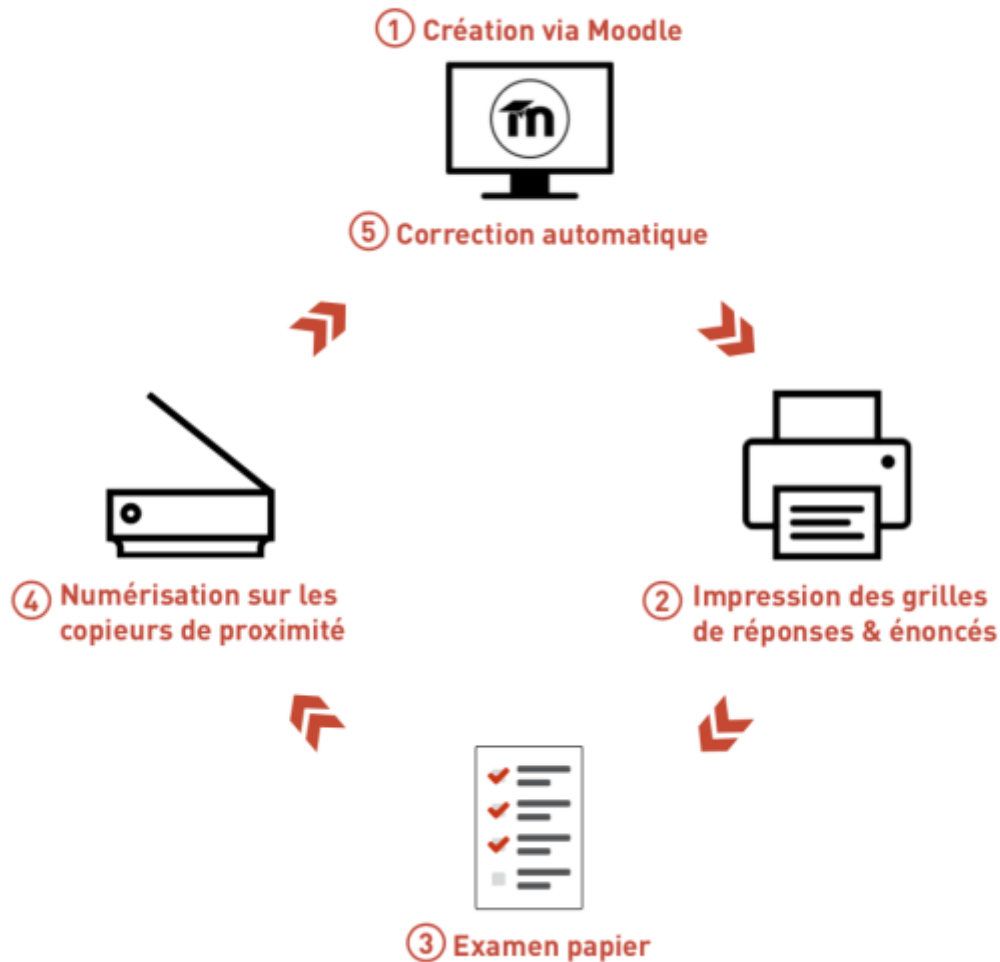 ① Création via Moodle
m
⑤ Correction automatique
④ Numérisation sur les
copieurs de proximité
② Impression des grilles
de réponses & énoncés
③ Examen papier